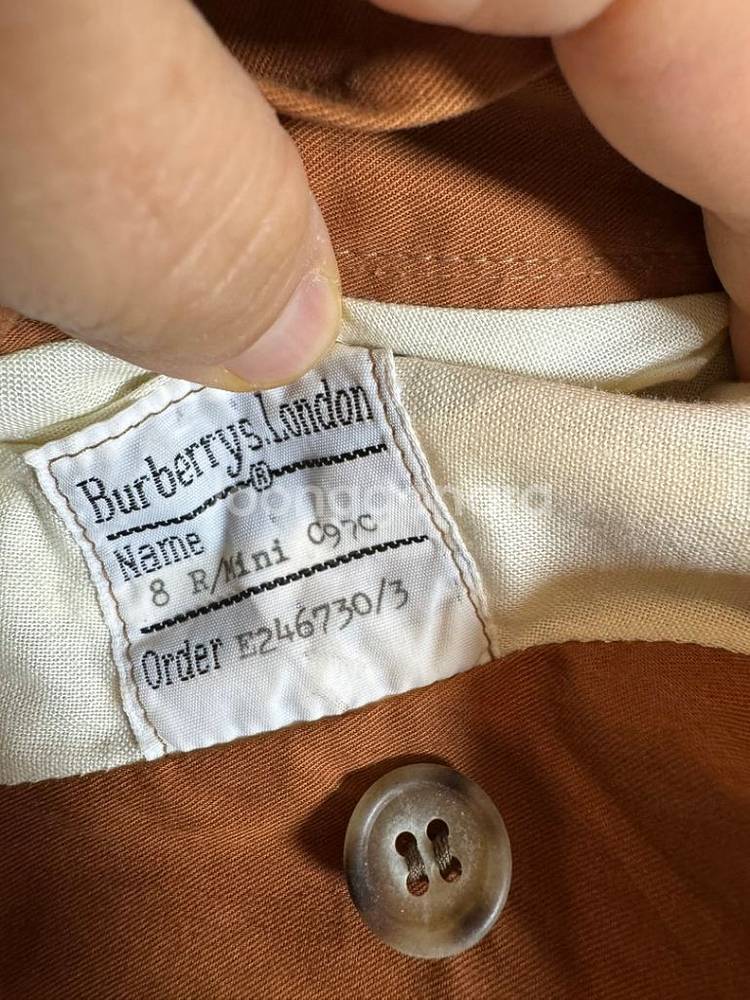 Burberrys.London
®
Name
8 R/Mini C97C
Order E246730/3